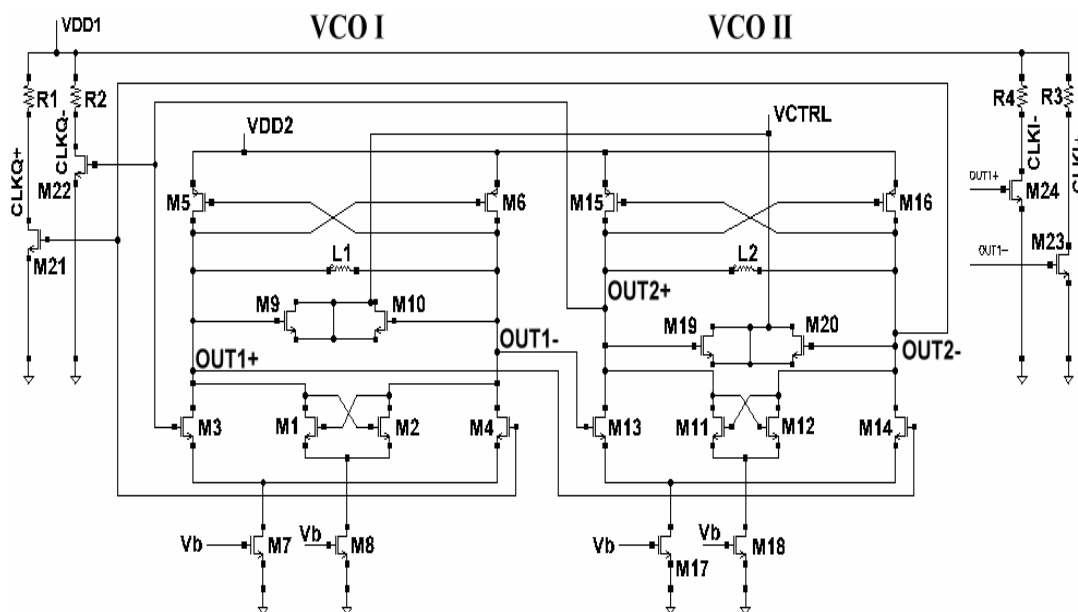 VCO I
VCO II
VDD1
R1
R2
R4
R3
CLKQ+
CLKQ-
CLKI-
CLKI+
VDD2
VCTRL
M22
M21
M5
M6
M15
M16
OUT1+
M24
OUT1-
M23
L1
L2
OUT2+
M9
M10
M19
M20
OUT1+
OUT1-
OUT2-
M3
M1
M2
M4
M13
M11
M12
M14
Vb
M7
Vb
M8
Vb
M17
Vb
M18